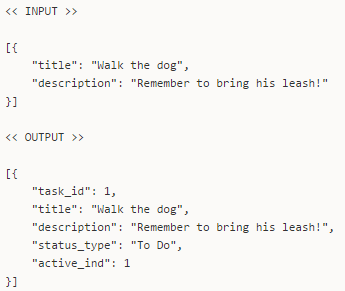 << INPUT >>
[{
    "title": "Walk the dog",
    "description": "Remember to bring his leash!"
}]
<< OUTPUT >>
[{
    "task_id": 1,
    "title": "Walk the dog",
    "description": "Remember to bring his leash!",
    "status_type": "To Do",
    "active_ind": 1
}]